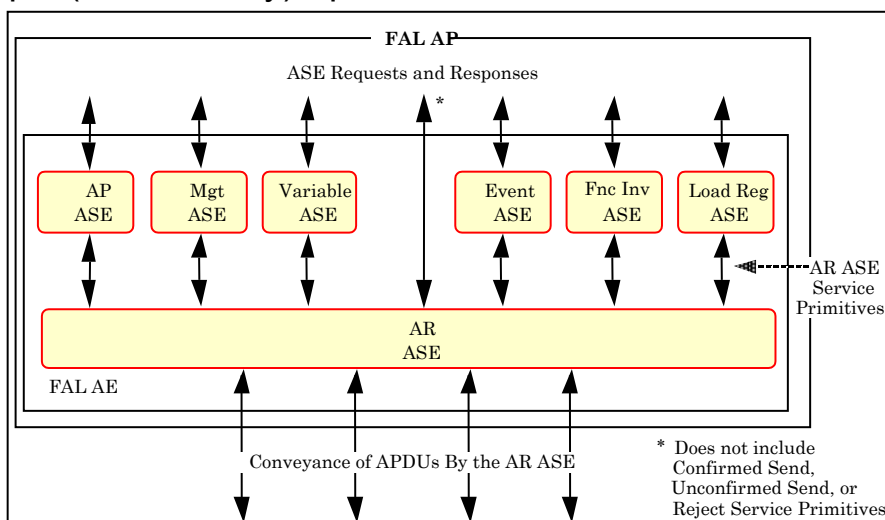 FAL AP
ASE Requests and Responses
*
AP
ASE
Mgt
ASE
Variable
ASE
Event
ASE
Fnc Inv
ASE
Load Reg
ASE
AR ASE
Service
Primitives
AR
ASE
FAL AE
Conveyance of APDUs By the AR ASE
* Does not include
Confirmed Send,
Unconfirmed Send, or
Reject Service Primitives